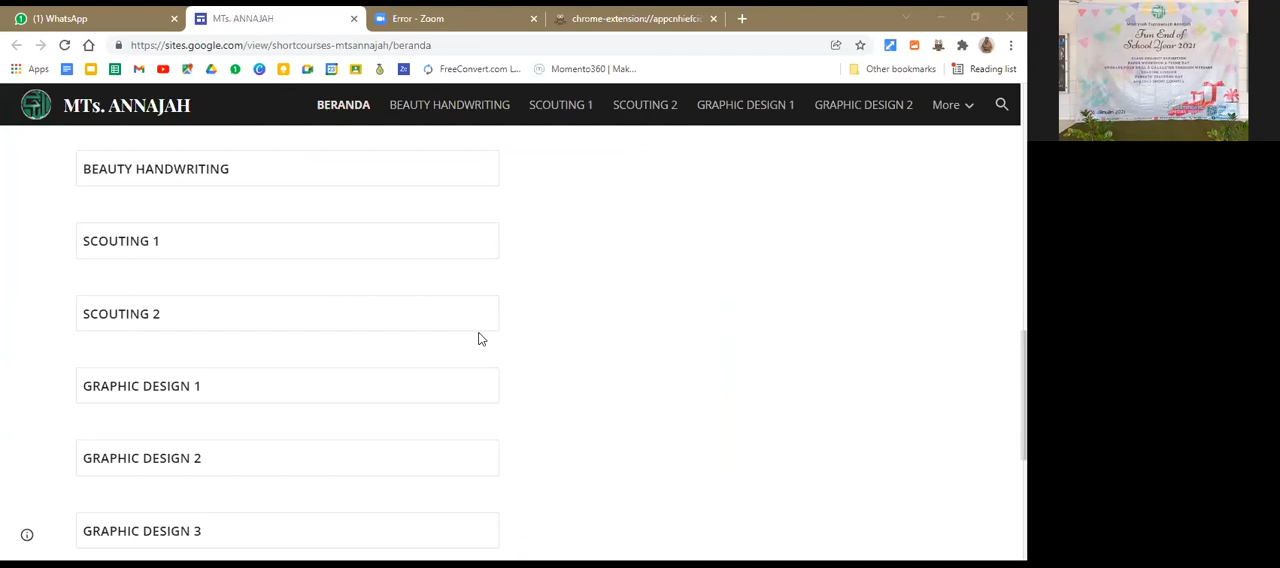 (1) WhatsApp
MTs. ANNAJAH
Error - Zoom
chrome-extension://appcnhiefcic
https://sites.google.com/view/shortcourses-mtsannajah/beranda
Apps
FreeConvert.com L...
Momento360 | Mak...
Other bookmarks
Reading list
MTs. ANNAJAH
BERANDA
BEAUTY HANDWRITING
SCOUTING 1
SCOUTING 2
GRAPHIC DESIGN 1
GRAPHIC DESIGN 2
More
BEAUTY HANDWRITING
SCOUTING 1
SCOUTING 2
GRAPHIC DESIGN 1
GRAPHIC DESIGN 2
GRAPHIC DESIGN 3
Fun End of
School Year 2021